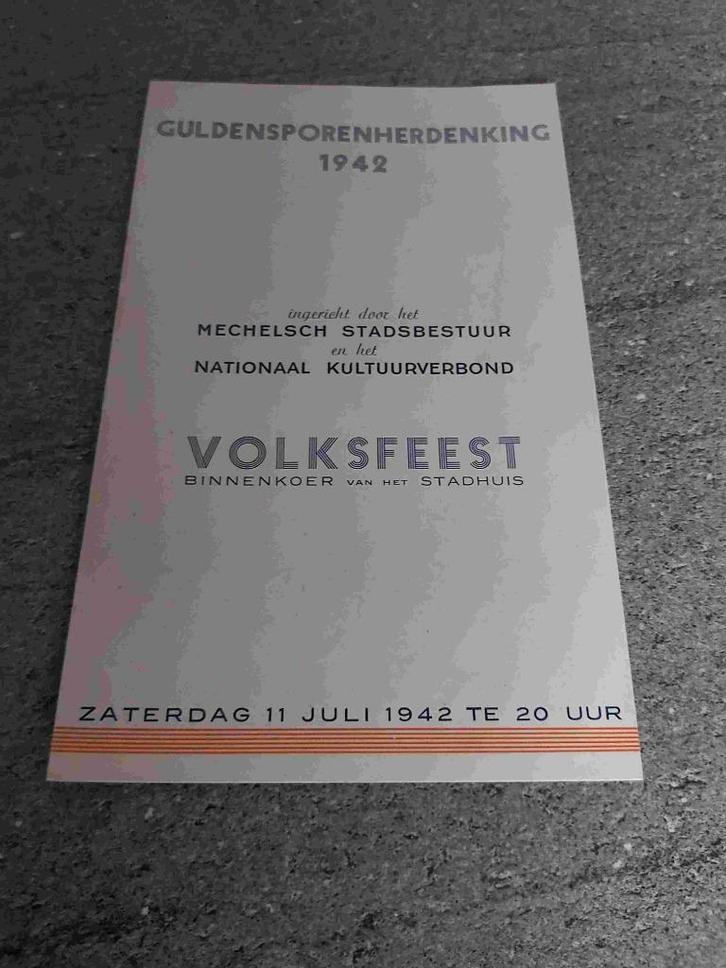 GULDENSPORENHERDENKING
1942
ingericht door het
MECHELSCH STADSBESTUUR
en het
NATIONAAL KULTUURVERBOND
VOLKSFEEST
BINNENKOER VAN HET STADHUIS
ZATERDAG 11 JULI 1942 TE 20 UUR